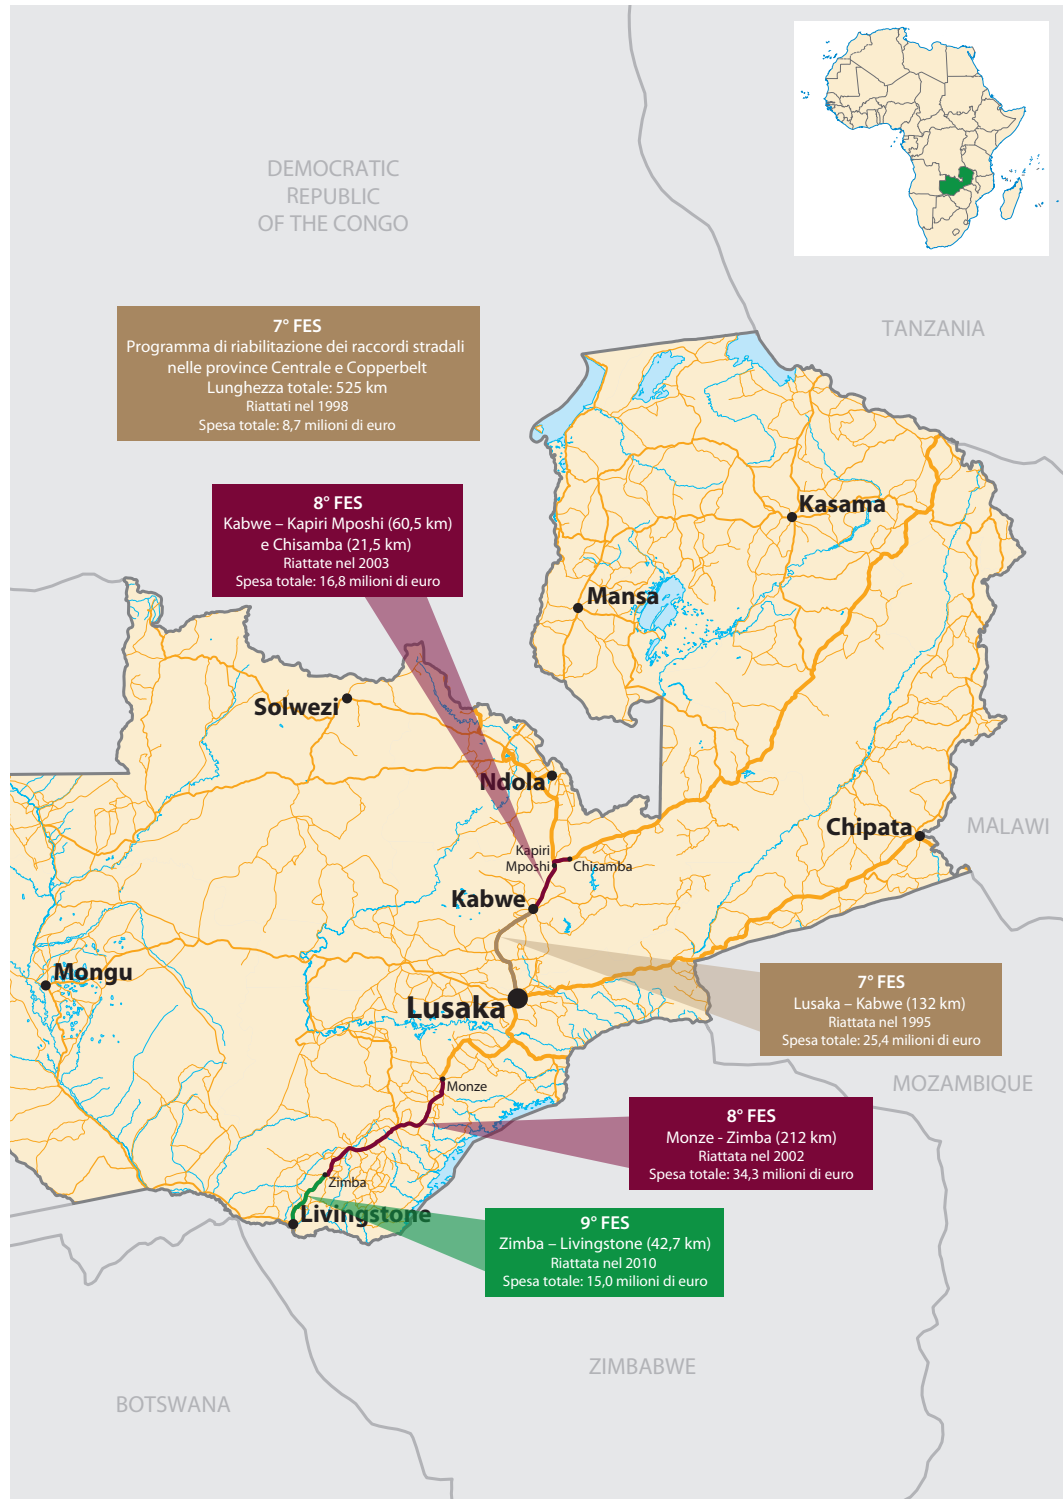 DEMOCRATIC
REPUBLIC
OF THE CONGO
TANZANIA
7° FES
Programma di riabilitazione dei raccordi stradali
nelle province Centrale e Copperbelt
Lunghezza totale: 525 km
Riattati nel 1998
Spesa totale: 8,7 milioni di euro
8° FES
Kabwe – Kapiri Mposhi (60,5 km)
e Chisamba (21,5 km)
Riattate nel 2003
Spesa totale: 16,8 milioni di euro
Kasama
Mansa
Solwezi
Ndola
Chipata
MALAWI
Kapiri
Mposhi
Chisamba
Kabwe
Mongu
Lusaka
7° FES
Lusaka – Kabwe (132 km)
Riattata nel 1995
Spesa totale: 25,4 milioni di euro
MOZAMBIQUE
Monze
8° FES
Monze - Zimba (212 km)
Riattata nel 2002
Spesa totale: 34,3 milioni di euro
Zimba
Livingstone
9° FES
Zimba – Livingstone (42,7 km)
Riattata nel 2010
Spesa totale: 15,0 milioni di euro
ZIMBABWE
BOTSWANA